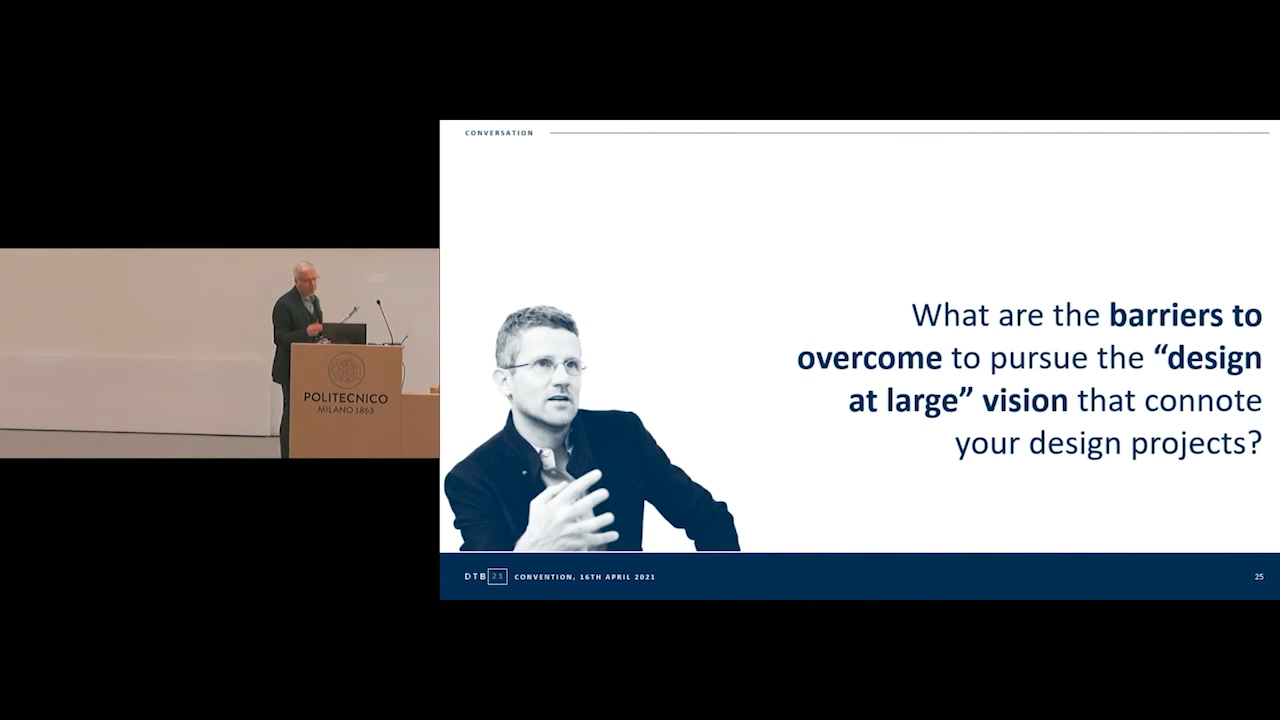 CONVERSATION
What are the barriers to
overcome to pursue the “design
at large” vision that connote
your design projects?
POLITECNICO
MILANO 1863
DTB 21 CONVENTION, 16TH APRIL 2021
25